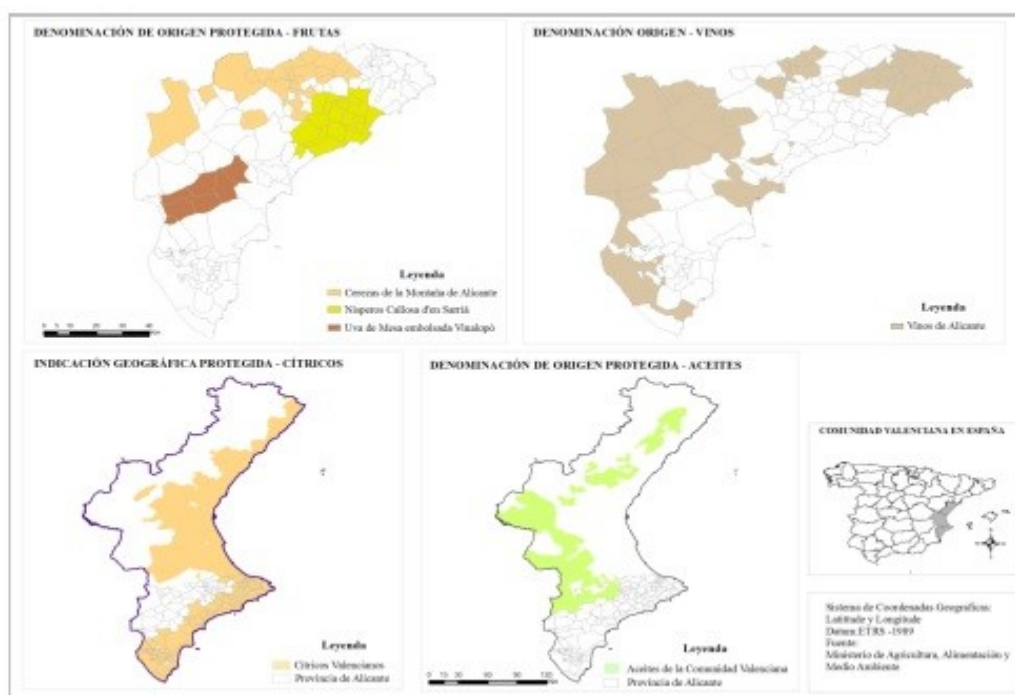 DENOMINACIÓN DE ORIGEN PROTEGIDA - FRUTAS
Leyenda
Cerezas de la Montaña de Alicante
Nísperos Callosa d'en Sarriá
Uva de Mesa embolsada Vinalopó
DENOMINACIÓN ORIGEN - VINOS
Leyenda
Vinos de Alicante
INDICACIÓN GEOGRÁFICA PROTEGIDA - CÍTRICOS
Leyenda
Cítricos Valencianos
Provincia de Alicante
DENOMINACIÓN DE ORIGEN PROTEGIDA - ACEITES
Leyenda
Aceites de la Comunidad Valenciana
Provincia de Alicante
COMUNIDAD VALENCIANA EN ESPAÑA
Sistema de Coordenadas Geográficas:
Latitude y Longitude
Datum: ETRS -1989
Fuente:
Ministerio de Agricultura, Alimentación y
Medio Ambiente